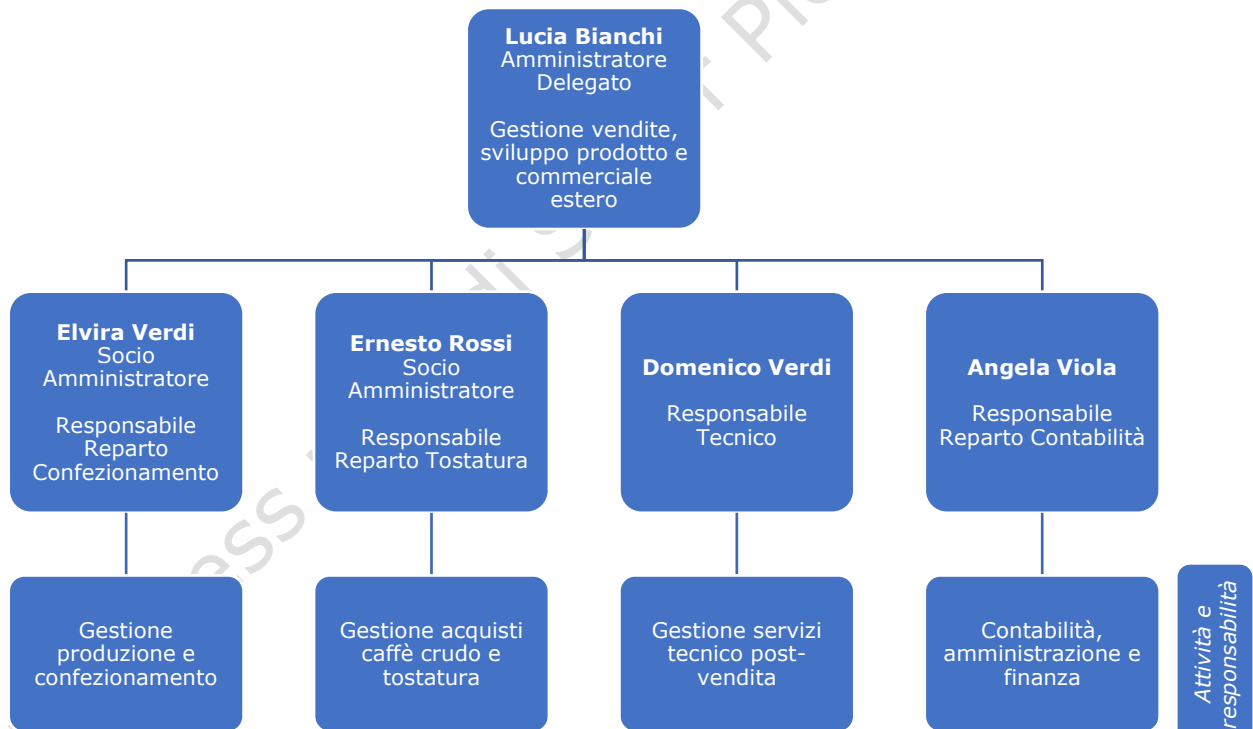 Lucia Bianchi
Amministratore
Delegato
Gestione vendite,
sviluppo prodotto e
commerciale
estero
Elvira Verdi
Socio
Amministratore
Responsabile
Reparto
Confezionamento
Ernesto Rossi
Socio
Amministratore
Responsabile
Reparto Tostatura
Domenico Verdi
Responsabile
Tecnico
Angela Viola
Responsabile
Reparto Contabilità
Gestione
produzione e
confezionamento
Gestione acquisti
caffè crudo e
tostatura
Gestione servizi
tecnico post-
vendita
Contabilità,
amministrazione e
finanza
Attività e
responsabilità